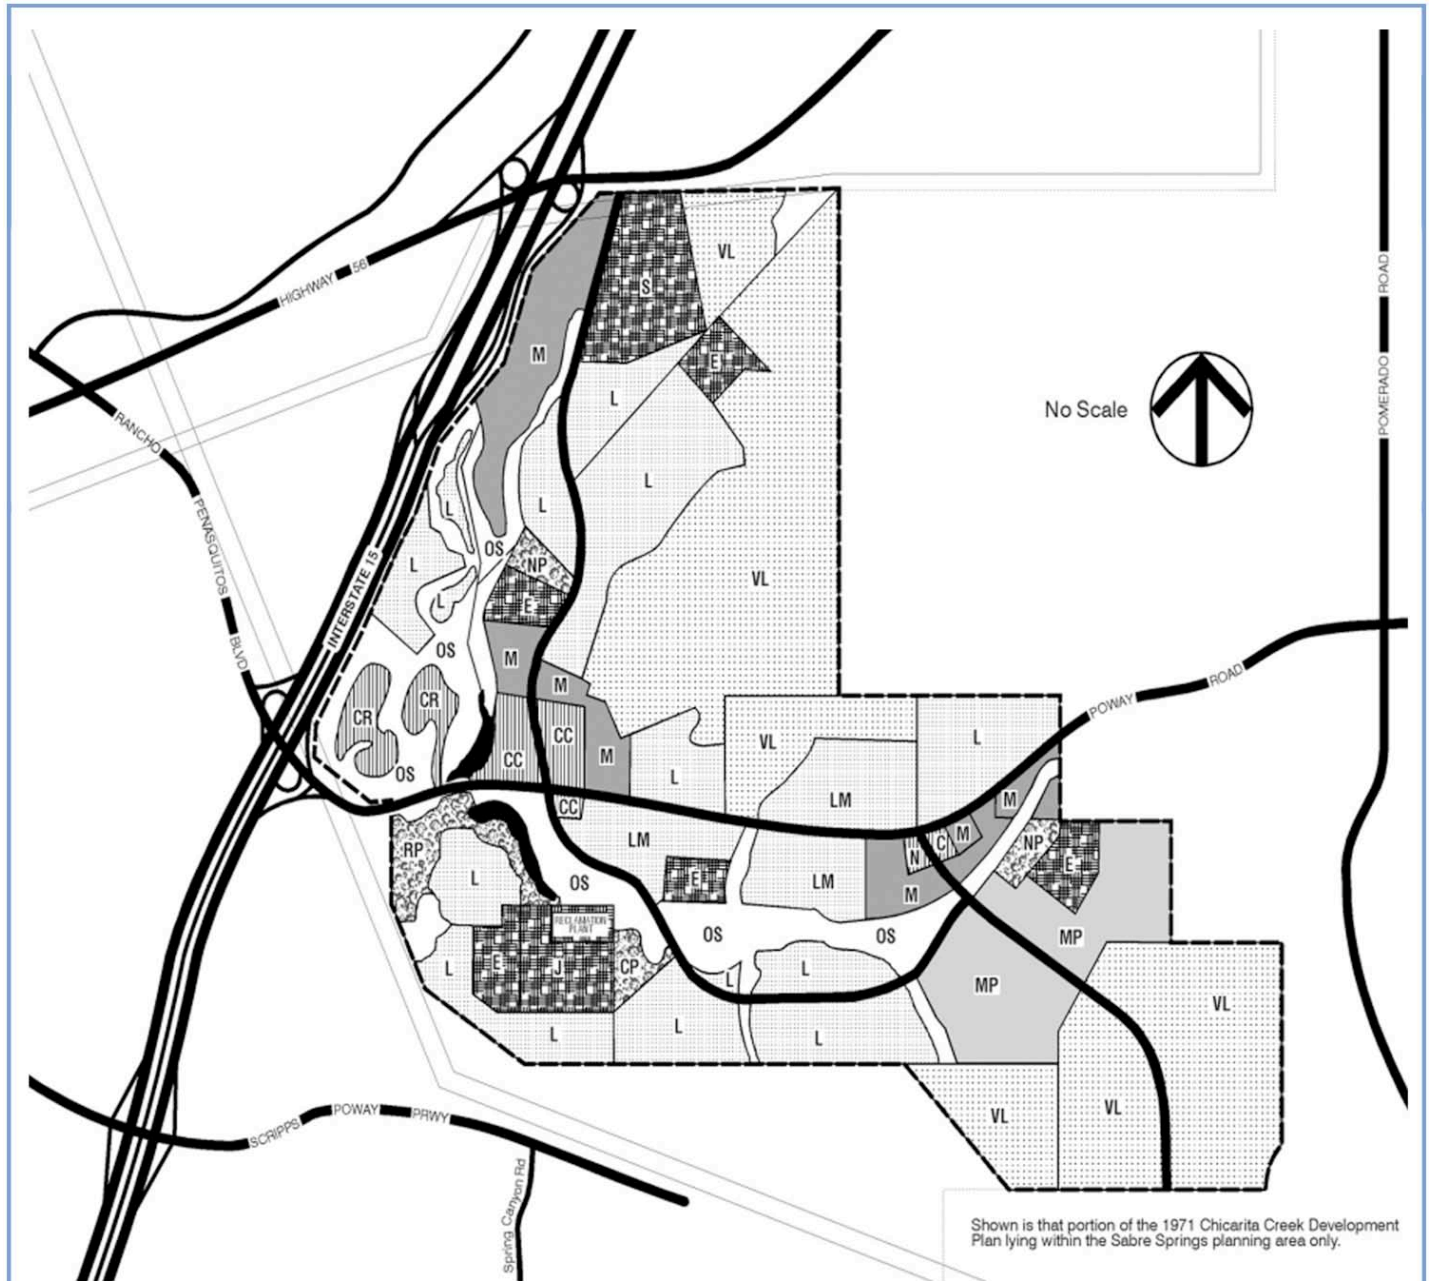 HIGHWAY 56
VL
S
M
E
POMERADO ROAD
No Scale
L
RANCHO PENASQUITOS BLVD
L
L
L
OS
NP
INTERSTATE 15
L
VL
L
E
OS
M
M
POWAY ROAD
CR
CR
CC
CC
M
VL
L
OS
L
CC
LM
M
LM
N
C
M
NP
RP
E
L
OS
E
LM
M
RECLAMATION
PLANT
OS
OS
MP
L
E
J
CP
L
L
MP
VL
L
L
L
VL
VL
SCRIPPS POWAY PRWY
Spring Canyon Rd
Shown is that portion of the 1971 Chicarita Creek Development
Plan lying within the Sabre Springs planning area only.